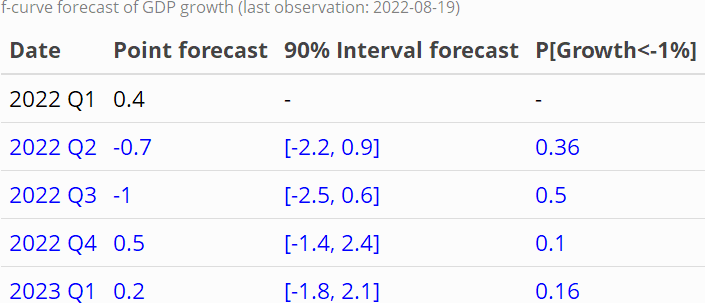 f-curve forecast of GDP growth (last observation: 2022-08-19)
Date Point forecast 90% Interval forecast P[Growth<-1%]
2022 Q1 0.4 - -
2022 Q2 -0.7 [-2.2, 0.9] 0.36
2022 Q3 -1 [-2.5, 0.6] 0.5
2022 Q4 0.5 [-1.4, 2.4] 0.1
2023 Q1 0.2 [-1.8, 2.1] 0.16